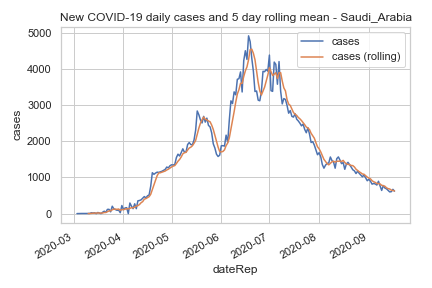 New COVID-19 daily cases and 5 day rolling mean - Saudi_Arabia
cases
cases (rolling)
5000
4000
3000
2000
1000
0
cases
2020-03
2020-04
2020-05
2020-06
2020-07
2020-08
2020-09
dateRep